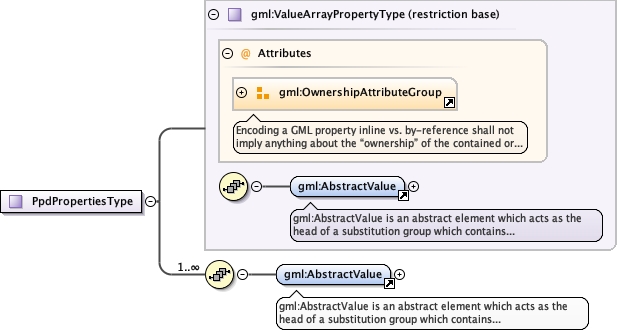 gml:ValueArrayPropertyType (restriction base)
@ Attributes
gml:OwnershipAttributeGroup
Encoding a GML property inline vs. by-reference shall not
imply anything about the “ownership” of the contained or...
gml:AbstractValue
gml:AbstractValue is an abstract element which acts as the
head of a substitution group which contains...
PpdPropertiesType
1..∞
gml:AbstractValue
gml:AbstractValue is an abstract element which acts as the
head of a substitution group which contains...